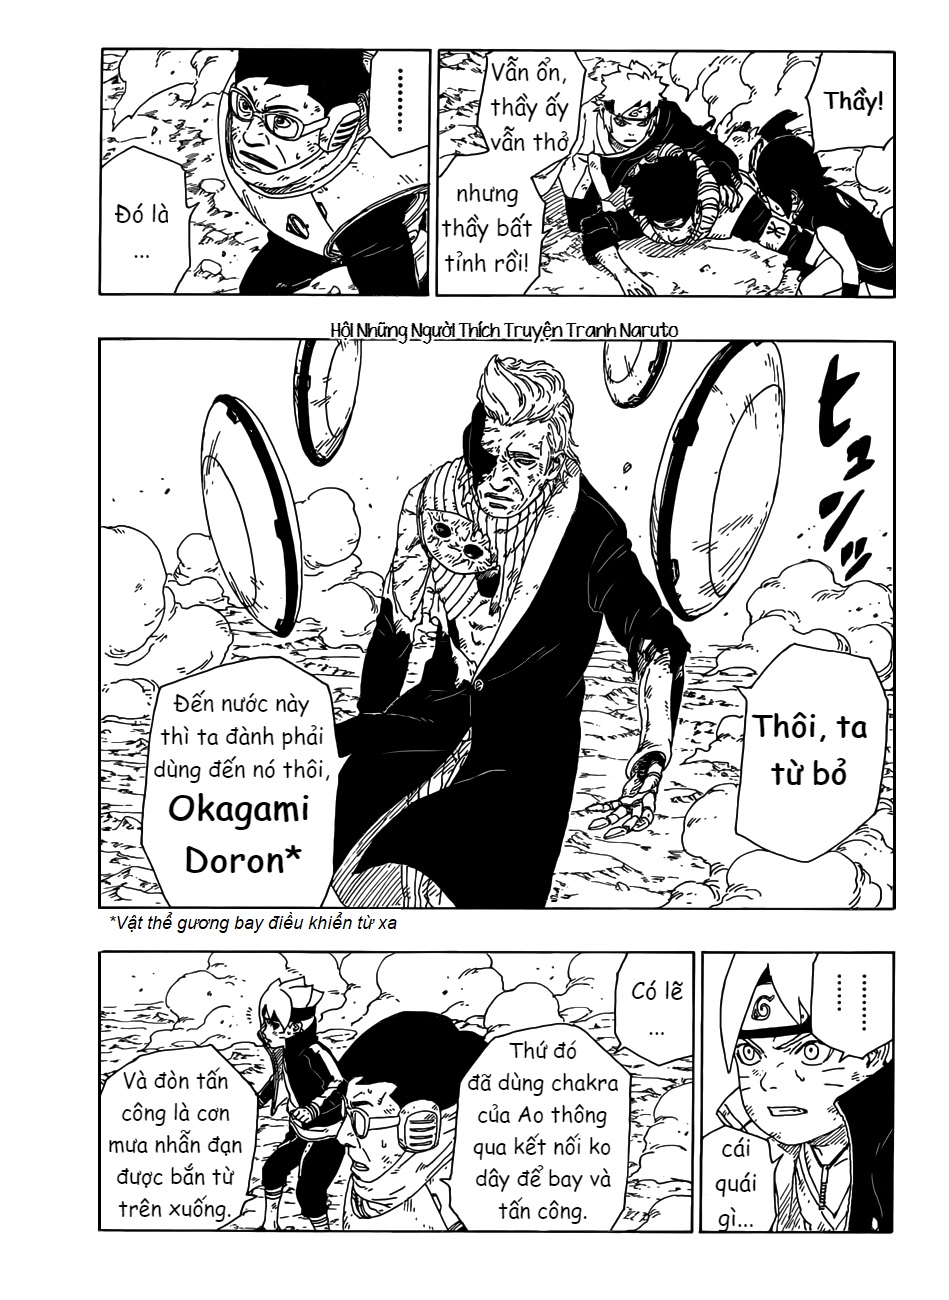 Thầy!
Vẫn ổn,
thầy ấy
vẫn thở
nhưng
thầy bất
tỉnh rồi!
.........
Đó là
...
Hội Những Người Thích Truyện Tranh Naruto
ヒュンッ
Thôi, ta
từ bỏ
Đến nước này
thì ta đành phải
dùng đến nó thôi,
Okagami
Doron*
*Vật thể gương bay điều khiển từ xa
......... .........
cái
quái
gì...
Có lẽ
...
Thứ đó
đã dùng chakra
của Ao thông
qua kết nối ko
dây để bay và
tấn công.
Và đòn tấn
công là cơn
mưa nhẫn đạn
được bắn từ
trên xuống.